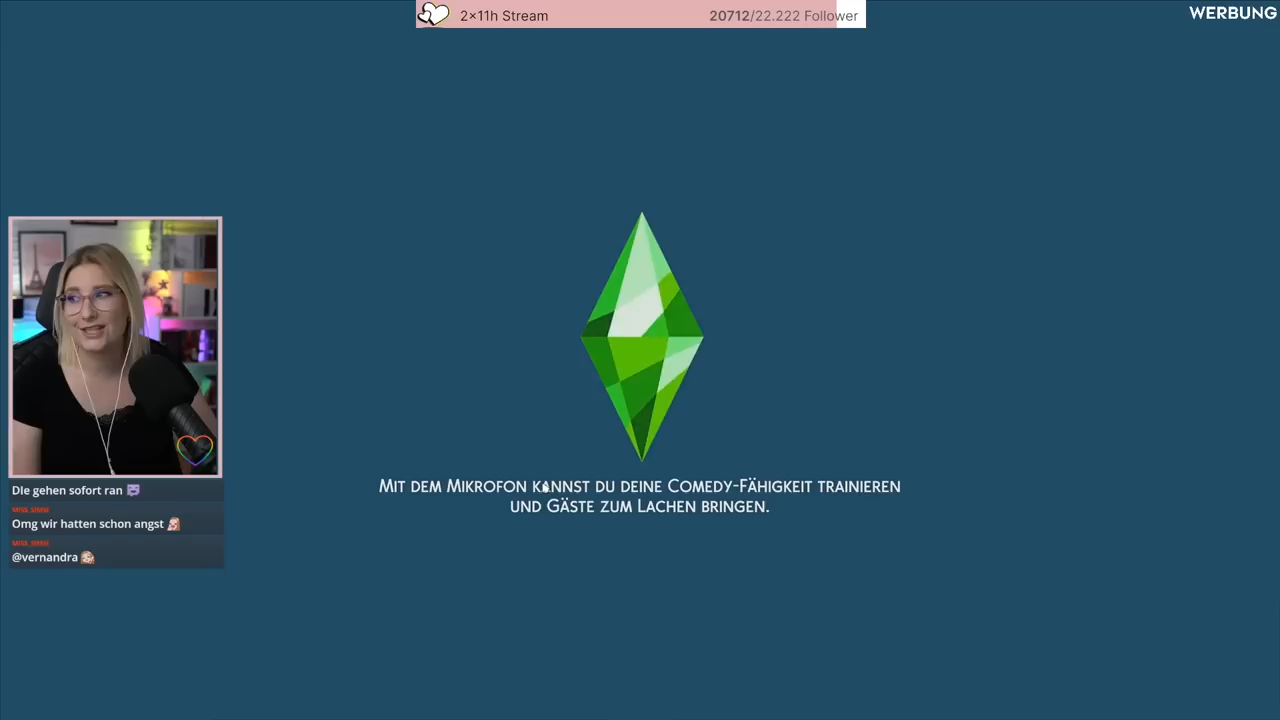 2×11h Stream
20712/22.222 Follower
WERBUNG
DIe gehen sofort ran
Omg wir hatten schon angst
@vernandra
Mit dem Mikrofon kannst du deine Comedy-Fähigkeit trainieren
und Gäste zum Lachen bringen.